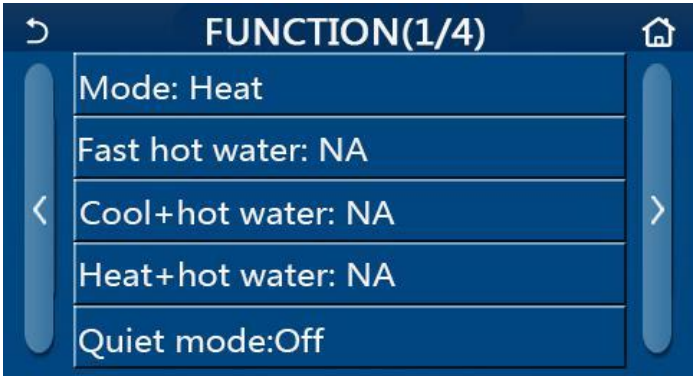 FUNCTION(1/4)
Mode: Heat
Fast hot water: NA
Cool+hot water: NA
Heat+hot water: NA
Quiet mode:Off